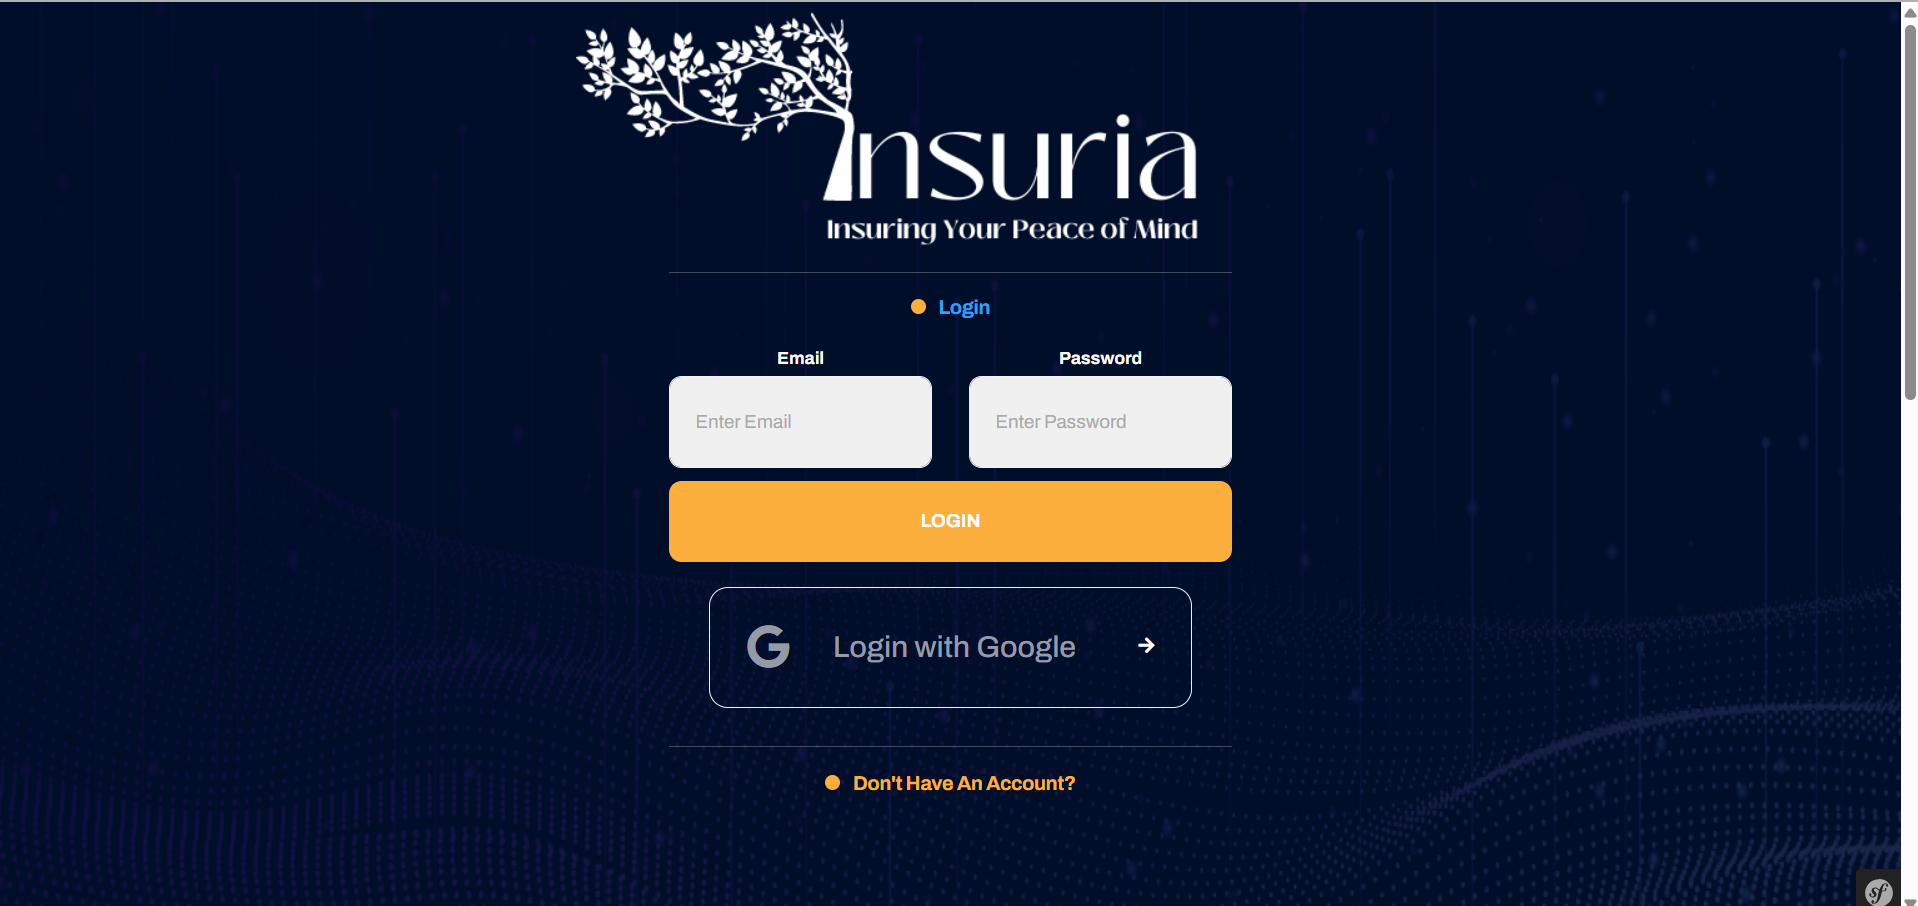 Insuria
Insuring Your Peace of Mind
Login
Email Password
Enter Email Enter Password
LOGIN
Login with Google
Don't Have An Account?
sf